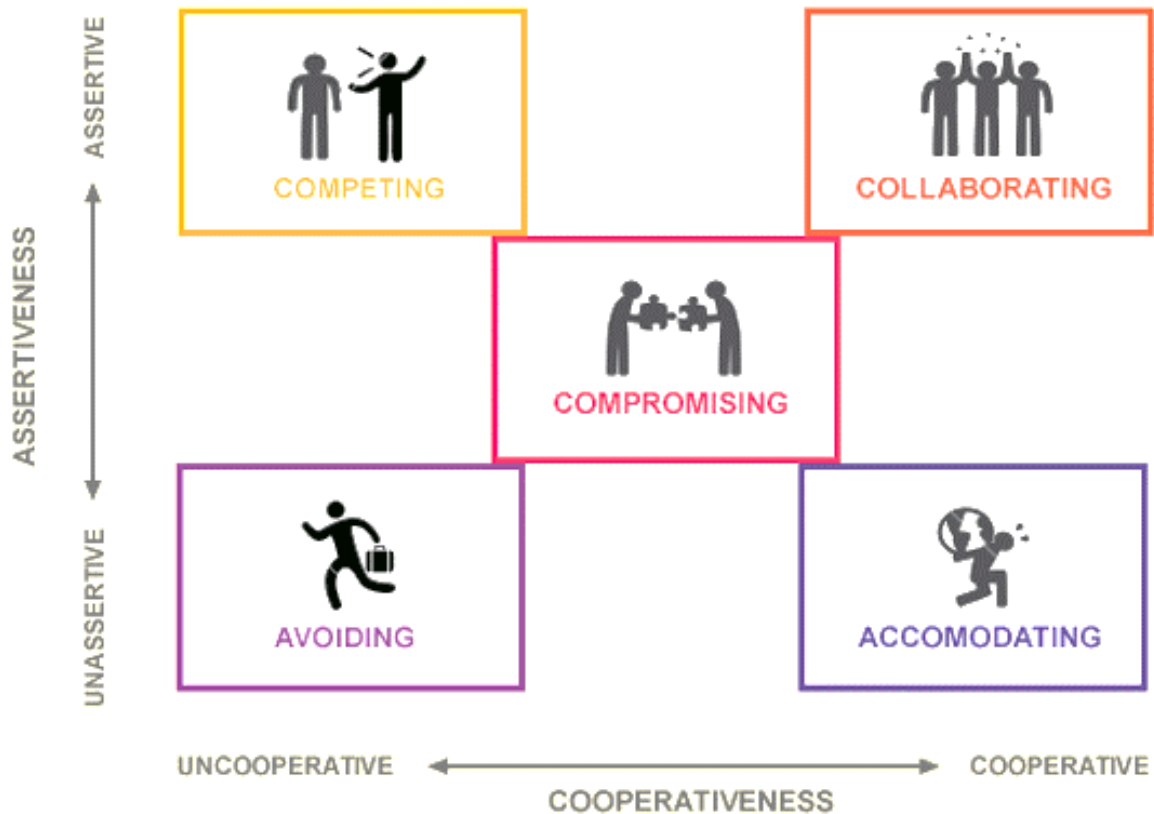 ASSERTIVE
COMPETING
COLLABORATING
ASSERTIVENESS
COMPROMISING
UNASSERTIVE
AVOIDING
ACCOMODATING
UNCOOPERATIVE
COOPERATIVE
COOPERATIVENESS